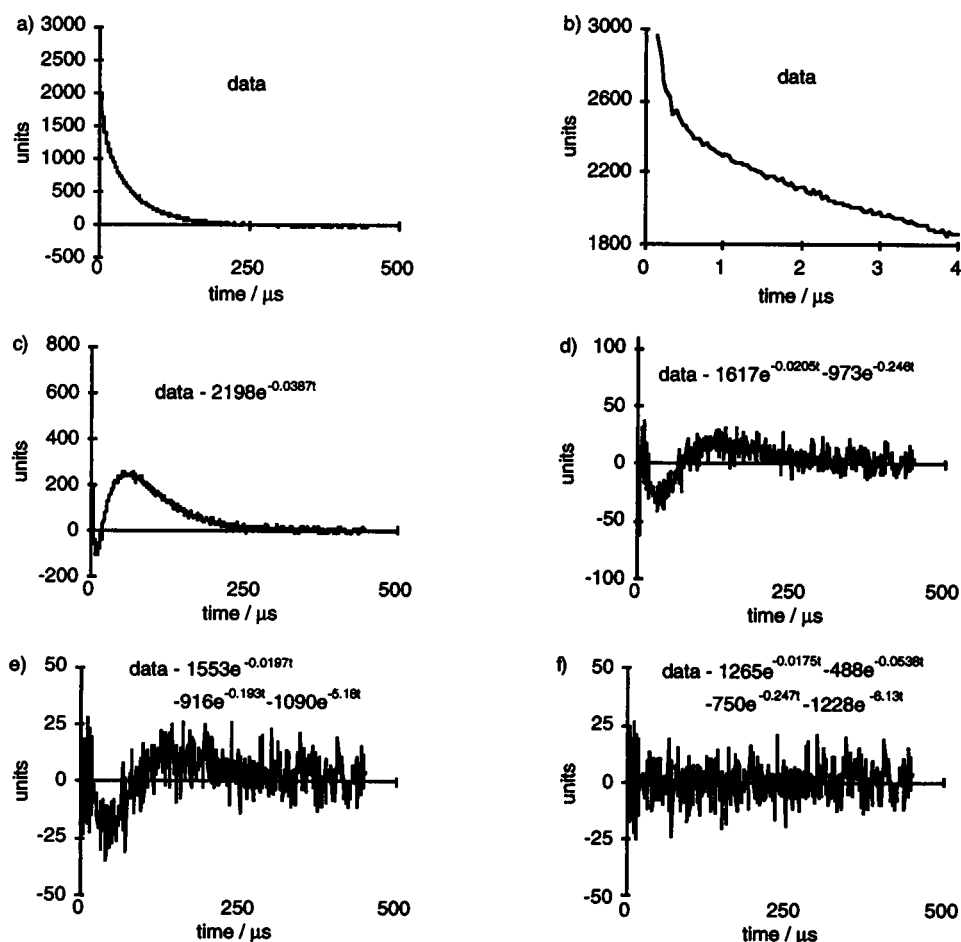 a)
3000
2500
2000
1500
1000
500
0
-500
units
data
0
250
500
time / μs
b)
3000
2600
2200
1800
units
data
0
1
2
3
4
time / μs
c)
800
600
400
200
0
-200
units
data - 2198e^-0.0387t
0
250
500
time / μs
d)
100
50
0
-50
-100
units
data - 1617e^-0.0205t -973e^-0.246t
0
250
500
time / μs
e)
50
25
0
-25
-50
units
data - 1553e^-0.0197t
-916e^-0.193t -1090e^-5.18t
0
250
500
time / μs
f)
50
25
0
-25
-50
units
data - 1265e^-0.0175t -488e^-0.0538t
-750e^-0.247t -1228e^-6.13t
0
250
500
time / μs